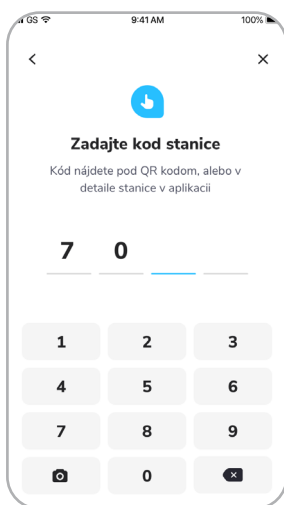 GS 9:41 AM 100%
Zadajte kod stanice
Kód nájdete pod QR kodom, alebo v
detaile stanice v aplikacii
7 0
1 2 3
4 5 6
7 8 9
0